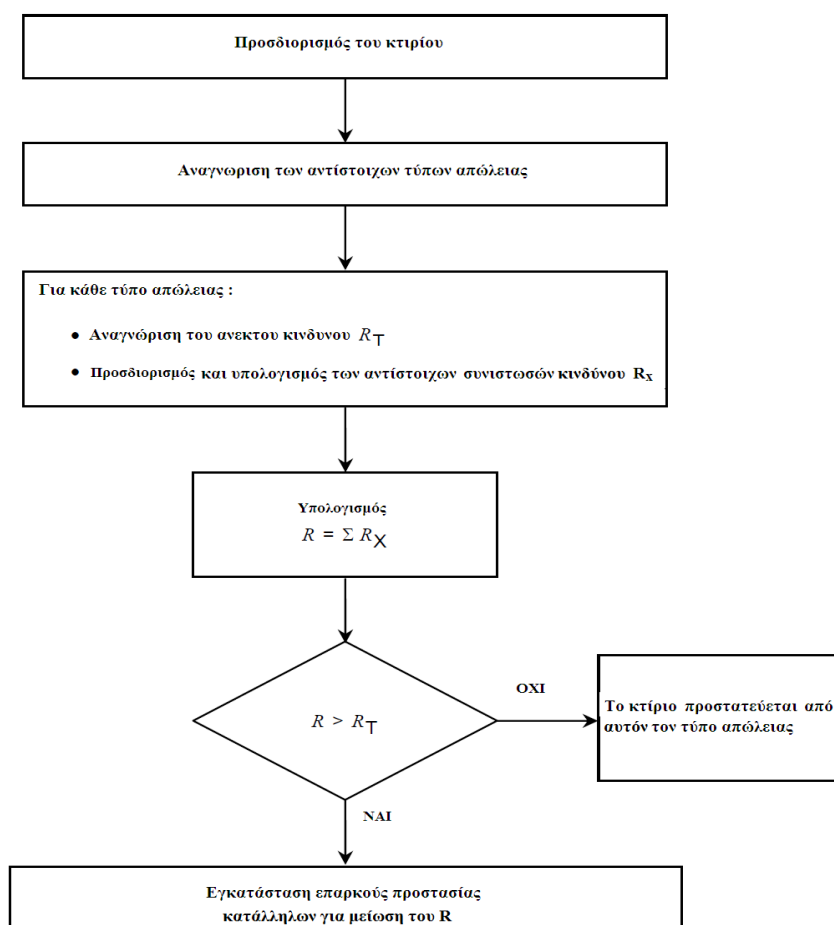 Προσδιορισμός του κτιρίου
Αναγνωριση των αντίστοιχων τύπων απώλειας
Για κάθε τύπο απώλειας :
• Αναγνώριση του ανεκτου κινδυνου R_T
• Προσδιορισμός και υπολογισμός των αντίστοιχων συνιστωσών κινδύνου R_X
Υπολογισμός
R = Σ R_X
R > R_T
ΟΧΙ
Το κτίριο προστατεύεται από
αυτόν τον τύπο απώλειας
ΝΑΙ
Εγκατάσταση επαρκούς προστασίας
κατάλληλων για μείωση του R